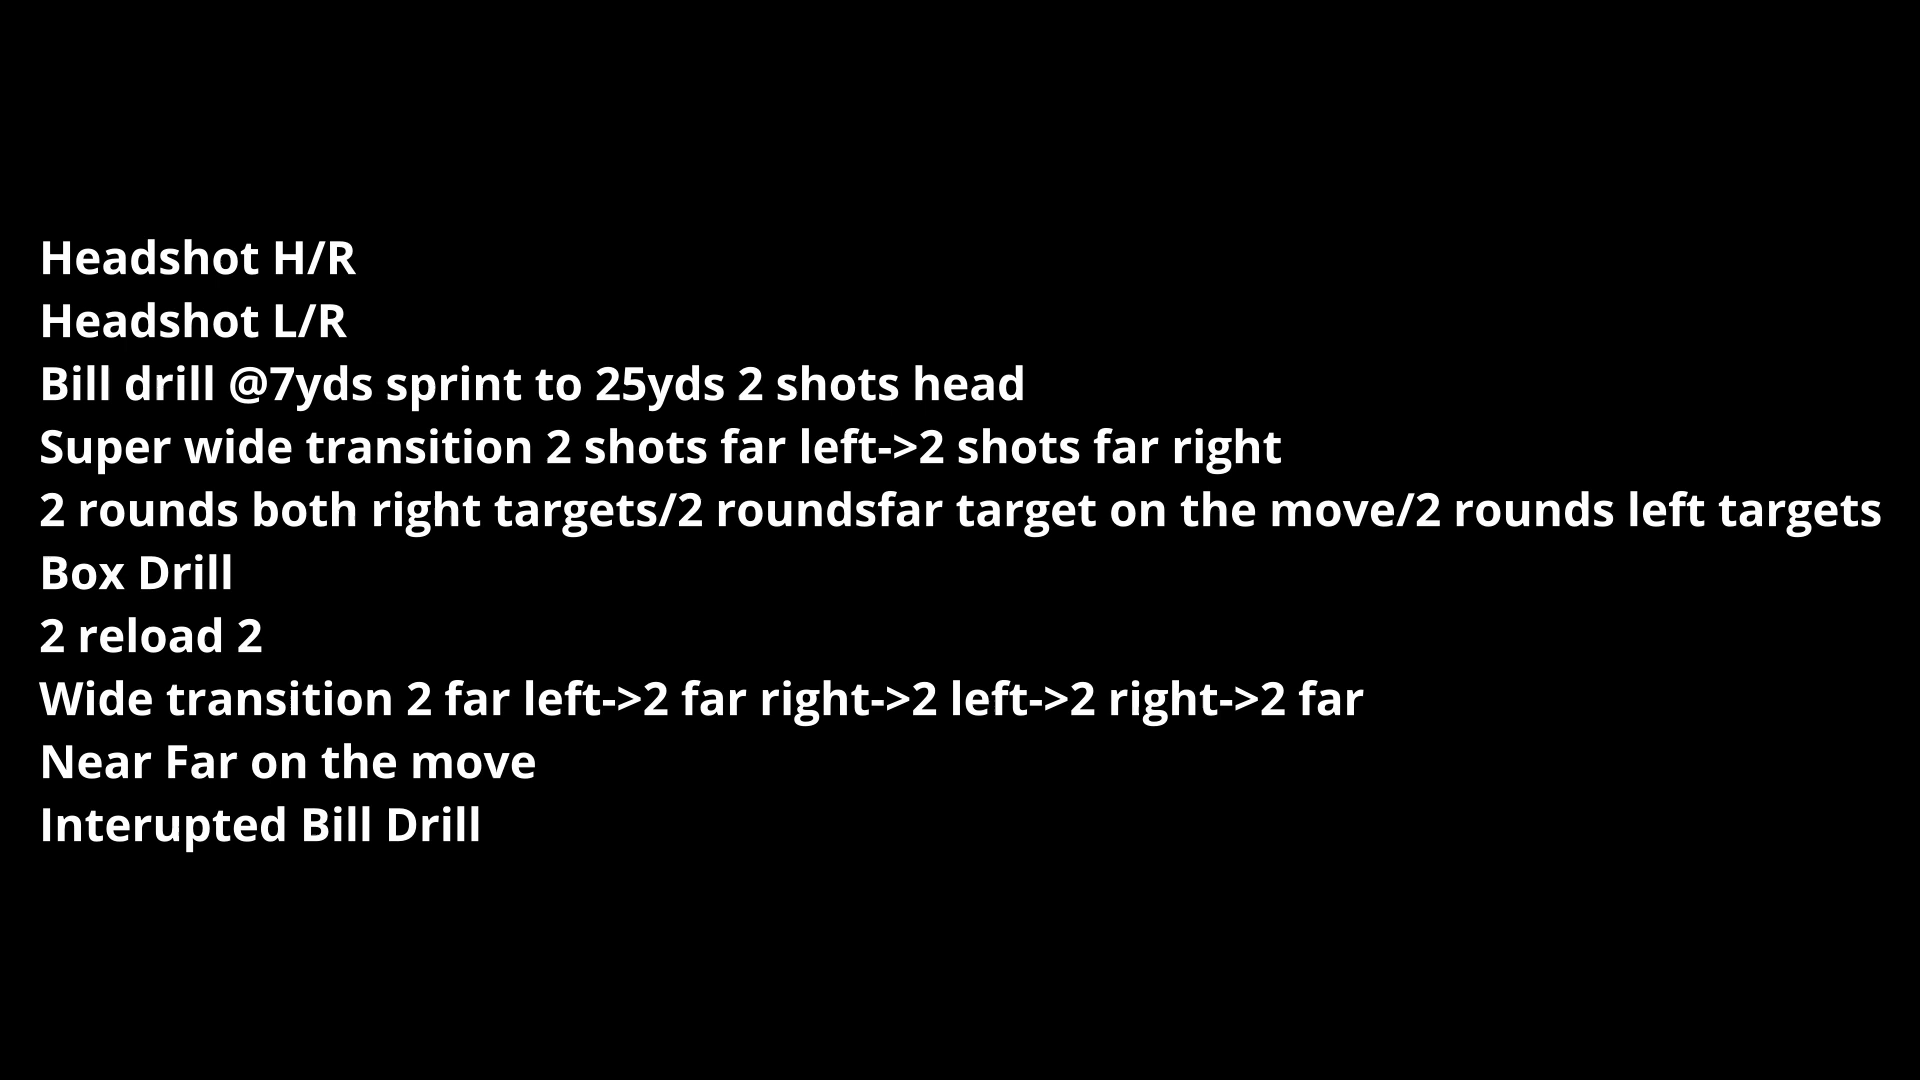 Headshot H/R
Headshot L/R
Bill drill @7yds sprint to 25yds 2 shots head
Super wide transition 2 shots far left->2 shots far right
2 rounds both right targets/2 roundsfar target on the move/2 rounds left targets
Box Drill
2 reload 2
Wide transition 2 far left->2 far right->2 left->2 right->2 far
Near Far on the move
Interupted Bill Drill